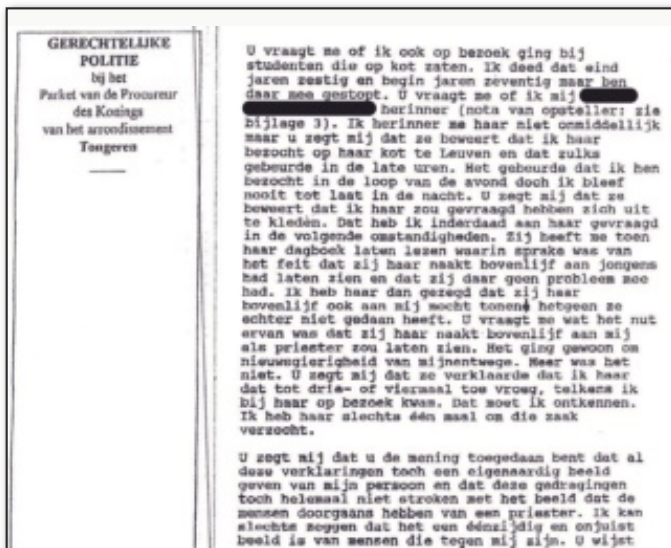 GERECHTELIJKE
POLITIE
bij het
Parket van de Procureur
des Konings
van het arrondissement
Tongeren
U vraagt me of ik ook op bezoek ging bij
studenten die op kot zaten. Ik deed dat eind
jaren zestig en begin jaren zeventig maar ben
daar mee gestopt. U vraagt me of ik mij
herinner (nota van opsteller: zie
bijlage 3). Ik herinner me haar niet onmiddellijk
maar u zegt mij dat ze beweert dat ik haar
bezocht op haar kot te Leuven en dat zulks
gebeurde in de late uren. Het gebeurde dat ik hen
bezocht in de loop van de avond doch ik bleef
nooit tot laat in de nacht. U zegt mij dat ze
beweert dat ik haar zou gevraagd hebben zich uit
te kleden. Dat heb ik inderdaad aan haar gevraagd
in de volgende omstandigheden. Zij heeft me toen
haar dagboek laten lezen waarin sprake was van
het feit dat zij haar naakt bovenlijf aan jongens
had laten zien en dat zij daar geen probleem mee
had. Ik heb haar dan gezegd dat zij haar
bovenlijf ook aan mij mocht tonen hetgeen ze
echter niet gedaan heeft. U vraagt me wat het nut
ervan was dat zij haar naakt bovenlijf aan mij
als priester zou laten zien. Het ging gewoon om
nieuwsgierigheid van mijnentwege. Meer was het
niet. U zegt mij dat ze verklaarde dat ik haar
dat tot drie- of viermaal toe vroeg, telkens ik
bij haar op bezoek kwam. Dat moet ik ontkennen.
Ik heb haar slechts één maal om die zaak
verzocht.
U zegt mij dat u de mening toegedaan bent dat al
deze verklaringen toch een eigenaardig beeld
geven van mijn persoon en dat deze gedragingen
toch helemaal niet stroken met het beeld dat de
mensen doorgaans hebben van een priester. Ik kan
slechts zeggen dat het een éénzijdig en onjuist
beeld is van mensen die tegen mij zijn. U wijst